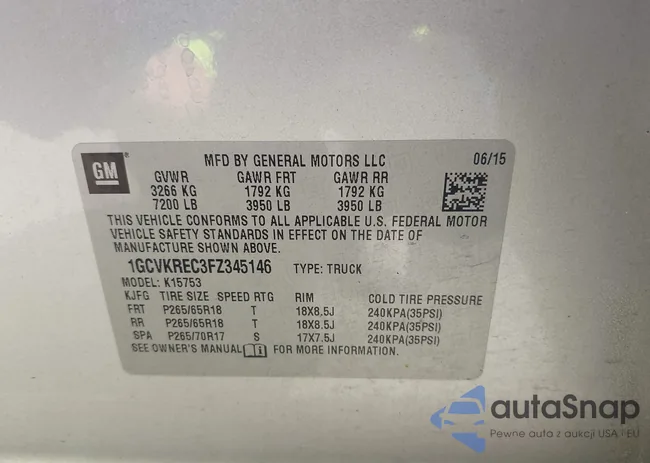 GM
MFD BY GENERAL MOTORS LLC 06/15
GVWR GAWR FRT GAWR RR
3266 KG 1792 KG 1792 KG
7200 LB 3950 LB 3950 LB
THIS VEHICLE CONFORMS TO ALL APPLICABLE U.S. FEDERAL MOTOR
VEHICLE SAFETY STANDARDS IN EFFECT ON THE DATE OF
MANUFACTURE SHOWN ABOVE.
1GCVKREC3FZ345146 TYPE: TRUCK
MODEL: K15753
KJFG TIRE SIZE SPEED RTG RIM COLD TIRE PRESSURE
FRT P265/65R18 T 18X8.5J 240KPA(35PSI)
RR P265/65R18 T 18X8.5J 240KPA(35PSI)
SPA P265/70R17 S 17X7.5J 240KPA(35PSI)
SEE OWNER'S MANUAL FOR MORE INFORMATION.
autaSnap
Pewne auta z aukcji USA i EU